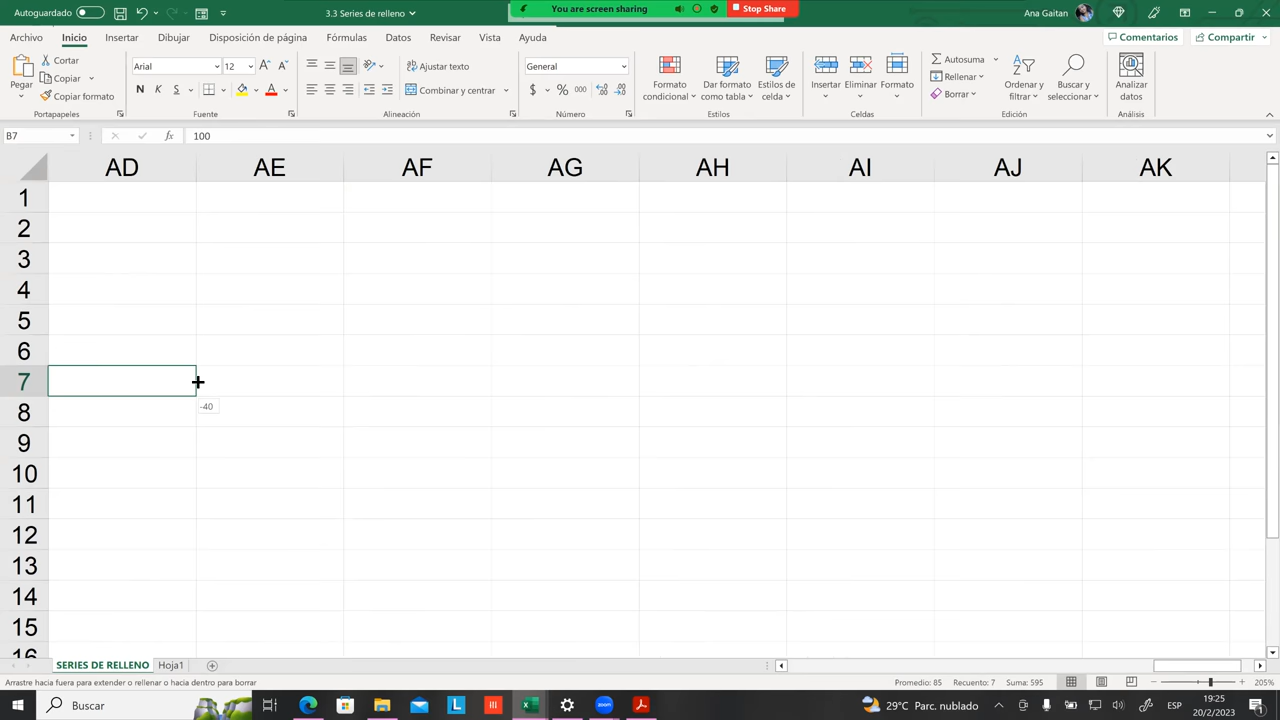 Autoguardado
3.3 Series de relleno
You are screen sharing
Stop Share
Ana Gaitan
Archivo Inicio Insertar Dibujar Disposición de página Fórmulas Datos Revisar Vista Ayuda
Comentarios
Compartir
Pegar
Cortar
Copiar
Copiar formato
Portapapeles
Arial 12
N K S
Fuente
Ajustar texto
Combinar y centrar
Alineación
General
$ % 000
Número
Formato condicional
Dar formato como tabla
Estilos de celda
Estilos
Insertar Eliminar Formato
Celdas
Autosuma
Rellenar
Borrar
Ordenar y filtrar
Buscar y seleccionar
Edición
Analizar datos
Análisis
B7 fx 100
AD AE AF AG AH AI AJ AK
1
2
3
4
5
6
7
-40
8
9
10
11
12
13
14
15
16
SERIES DE RELLENO Hoja1
Arrastre hacia fuera para extender o rellenar o hacia dentro para borrar
Promedio: 85 Recuento: 7 Suma: 595
205%
Buscar
zoom
29°C Parc. nublado
ESP
19:25
20/2/2023